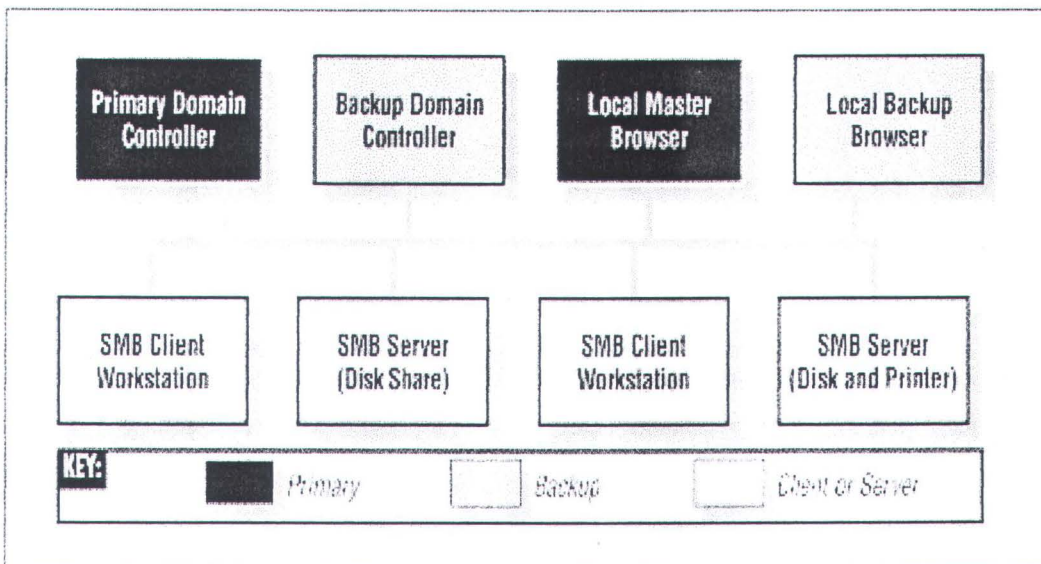 Primary Domain
Controller
Backup Domain
Controller
Local Master
Browser
Local Backup
Browser
SMB Client
Workstation
SMB Server
(Disk Share)
SMB Client
Workstation
SMB Server
(Disk and Printer)
KEY:
Primary
Backup
Client or Server